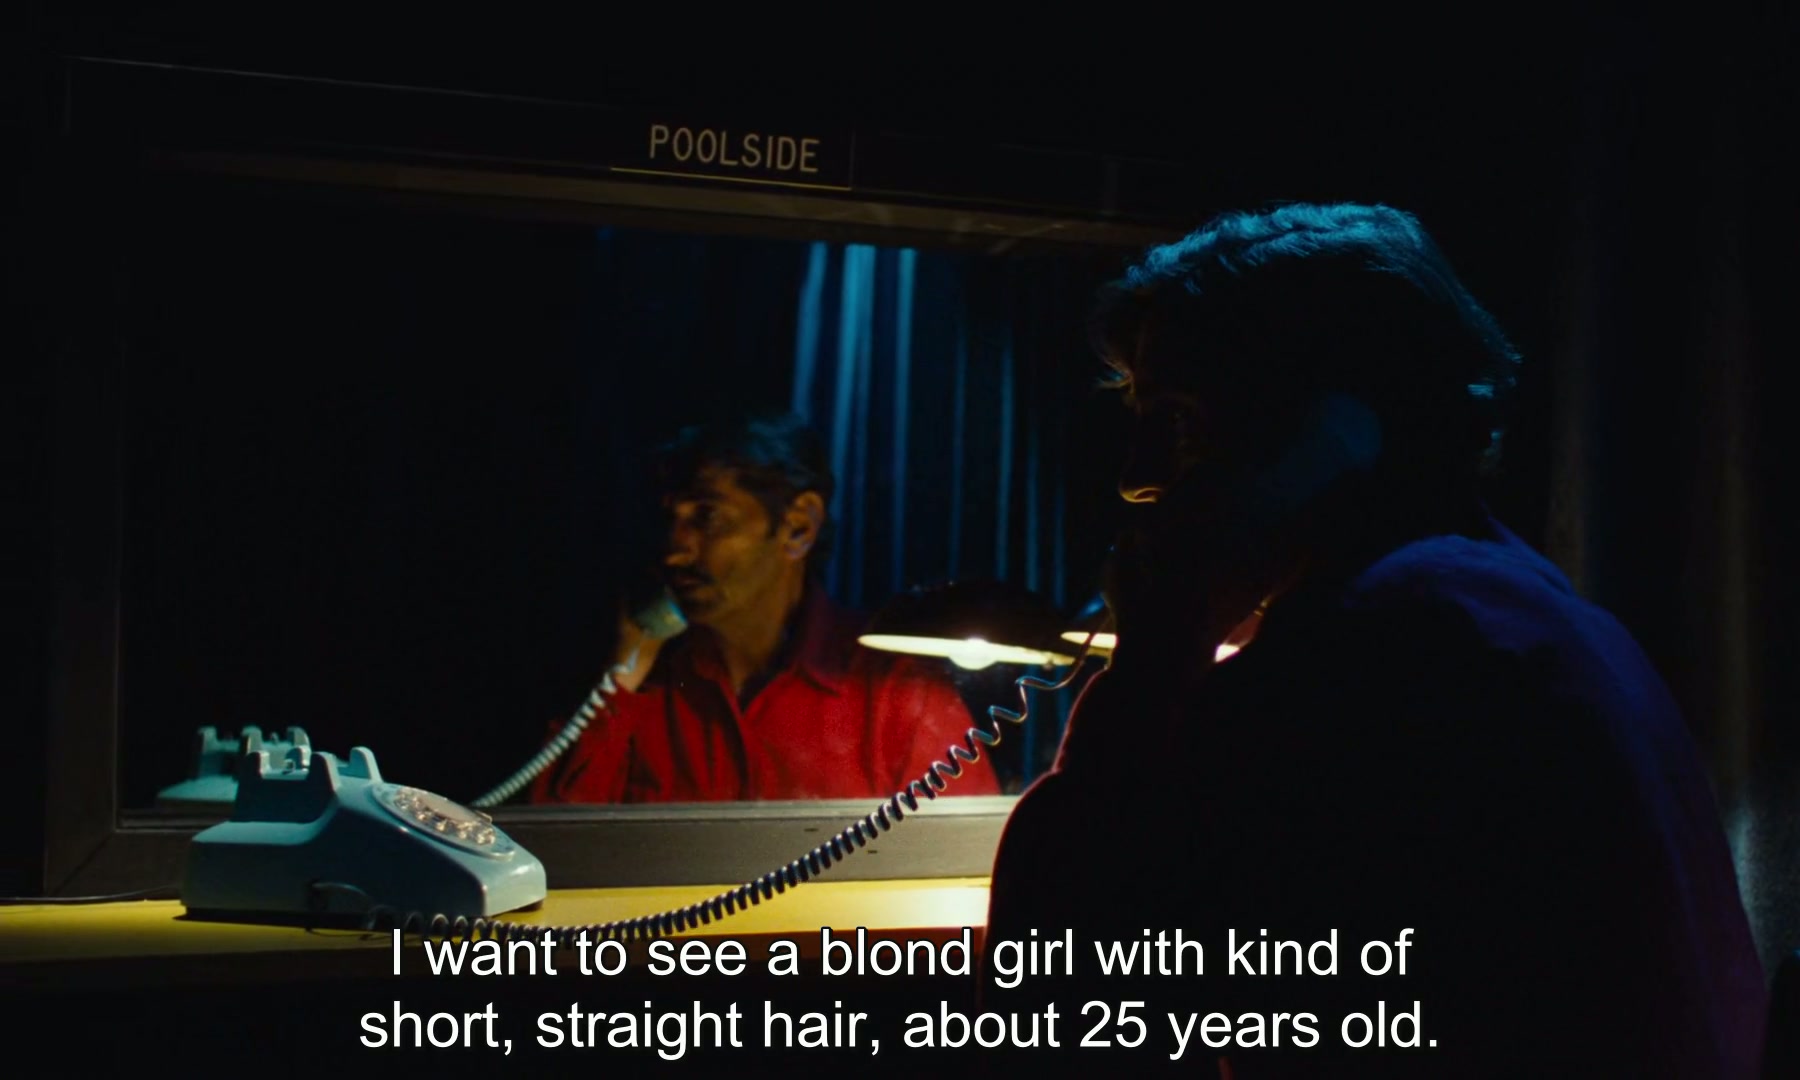 POOLSIDE
I want to see a blond girl with kind of
short, straight hair, about 25 years old.